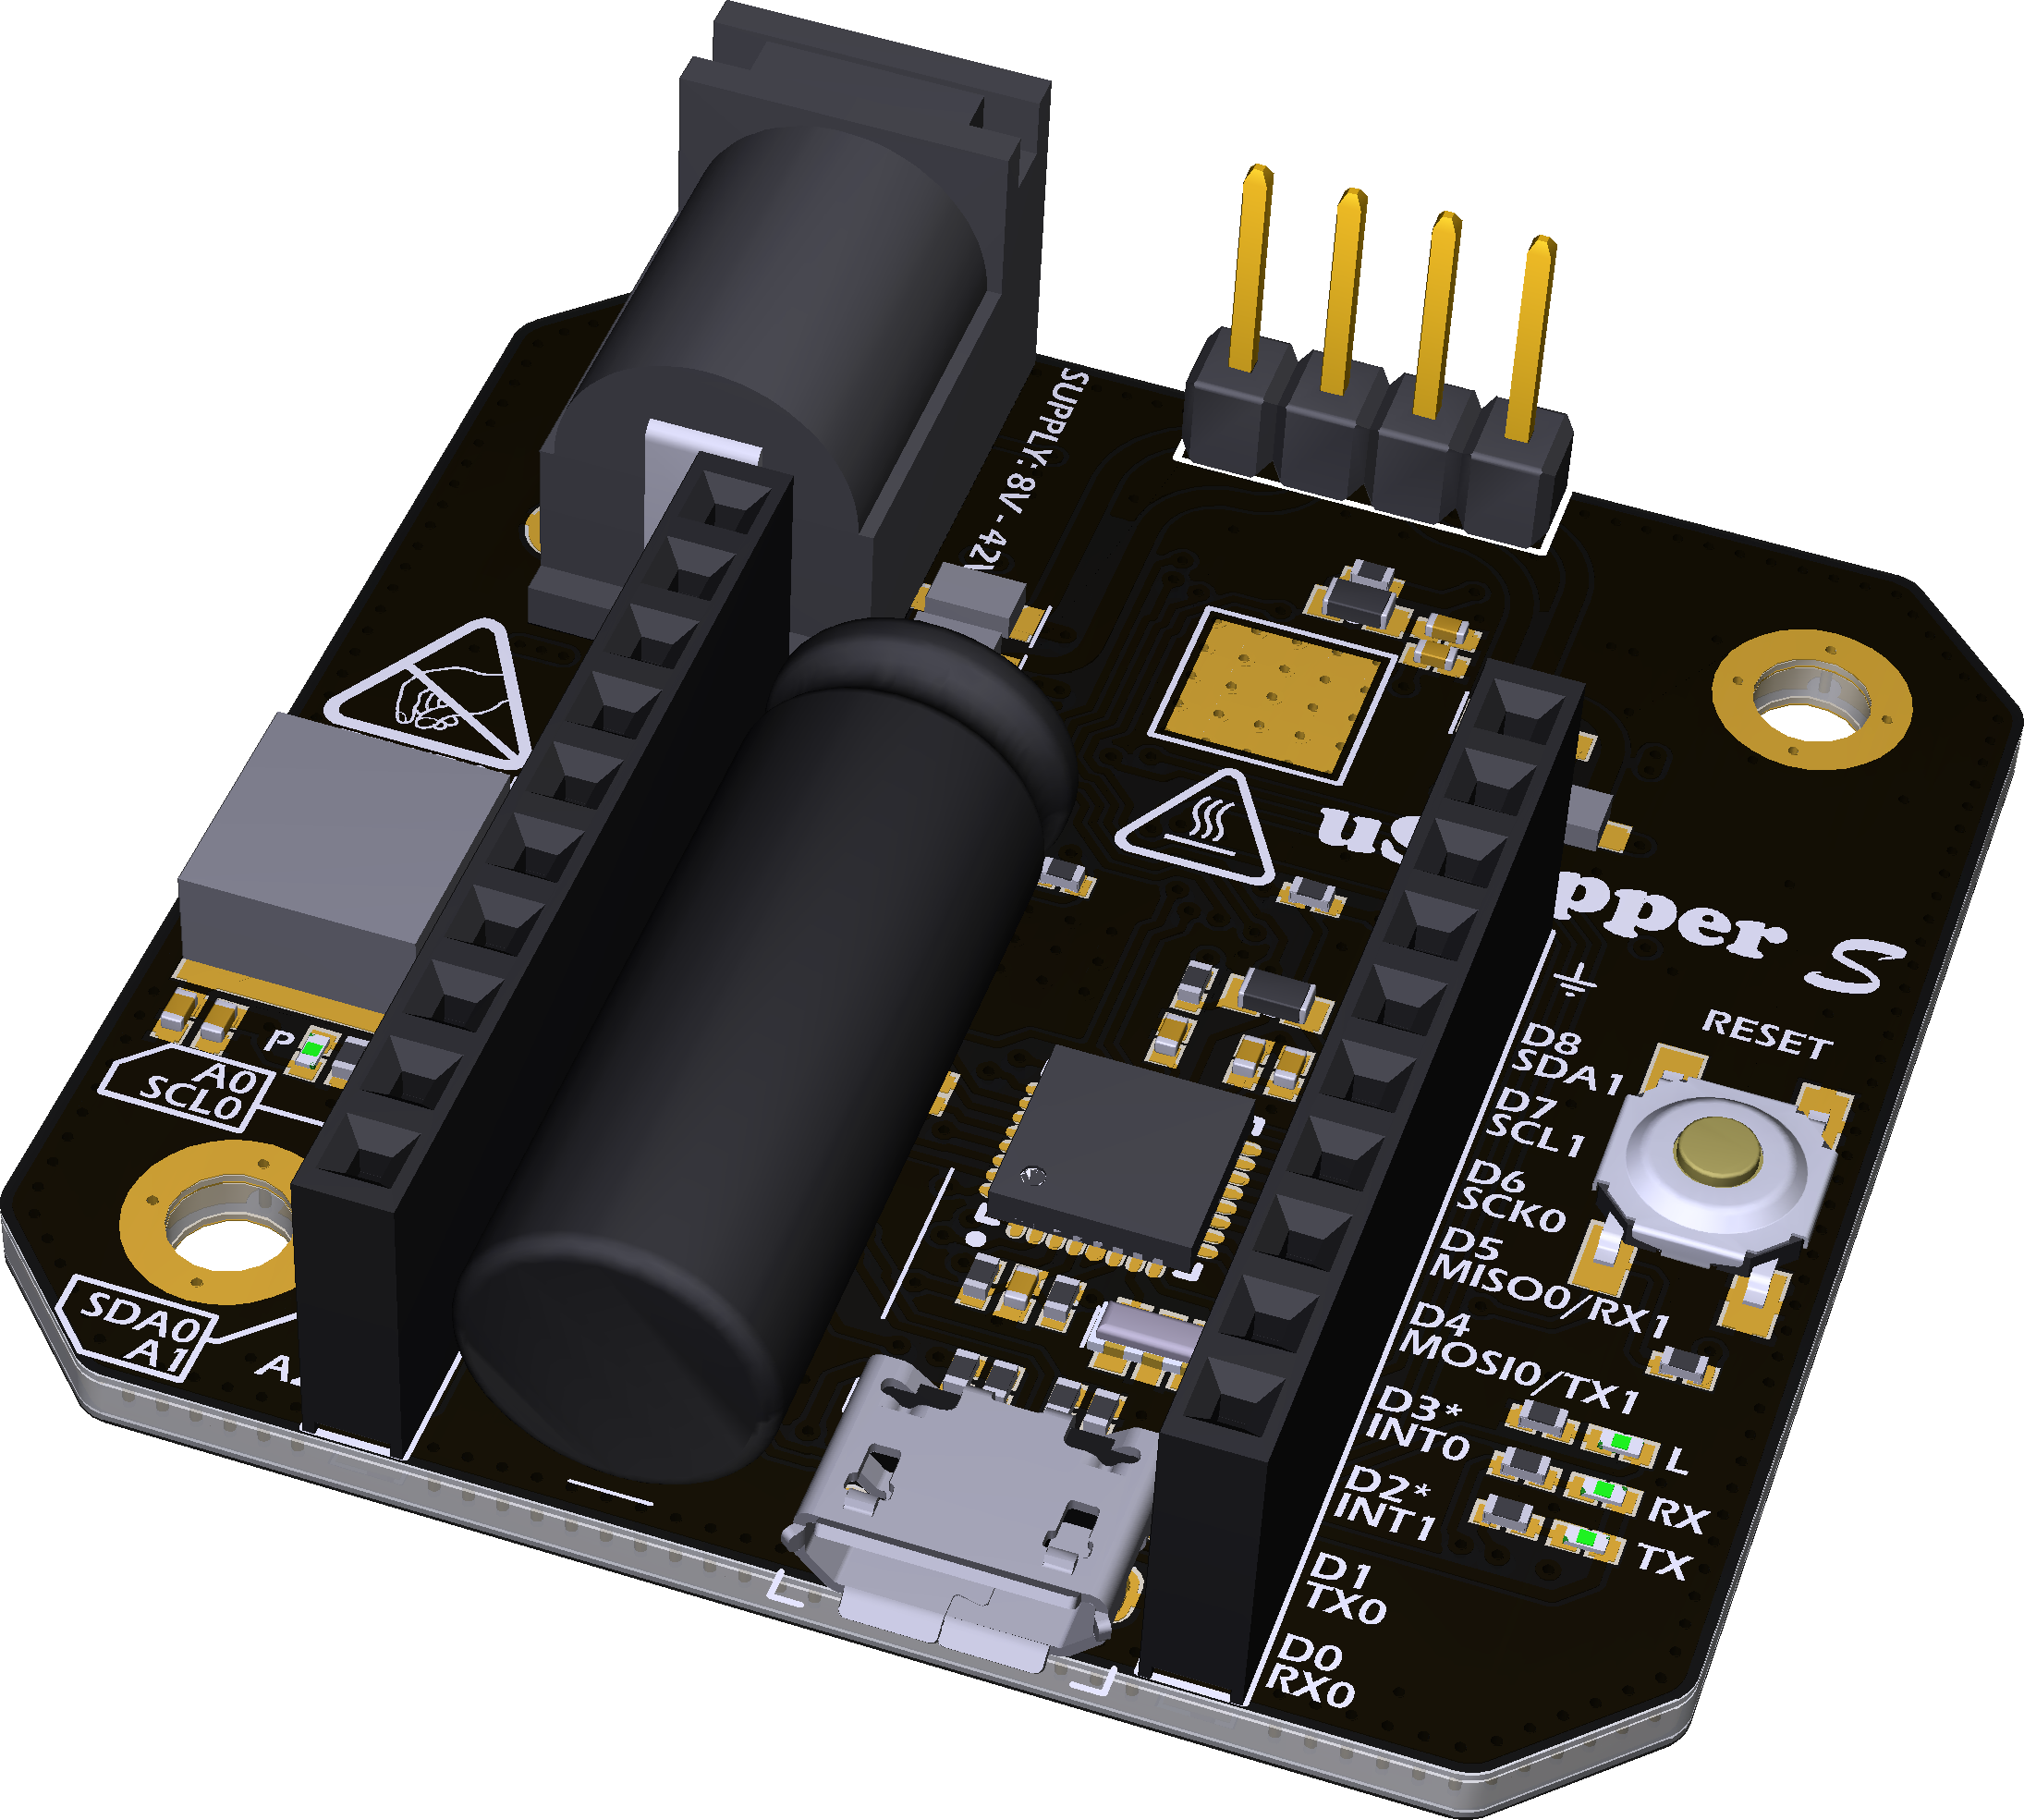 SUPPLY: 8V - 42V
pper S
RESET
P
A0
SCL0
SDA0
A1
D8
SDA1
D7
SCL1
D6
SCK0
D5
MISO0/RX1
D4
MOSI0/TX1
D3*
INT0
D2*
INT1
D1
TX0
D0
RX0
L
RX
TX